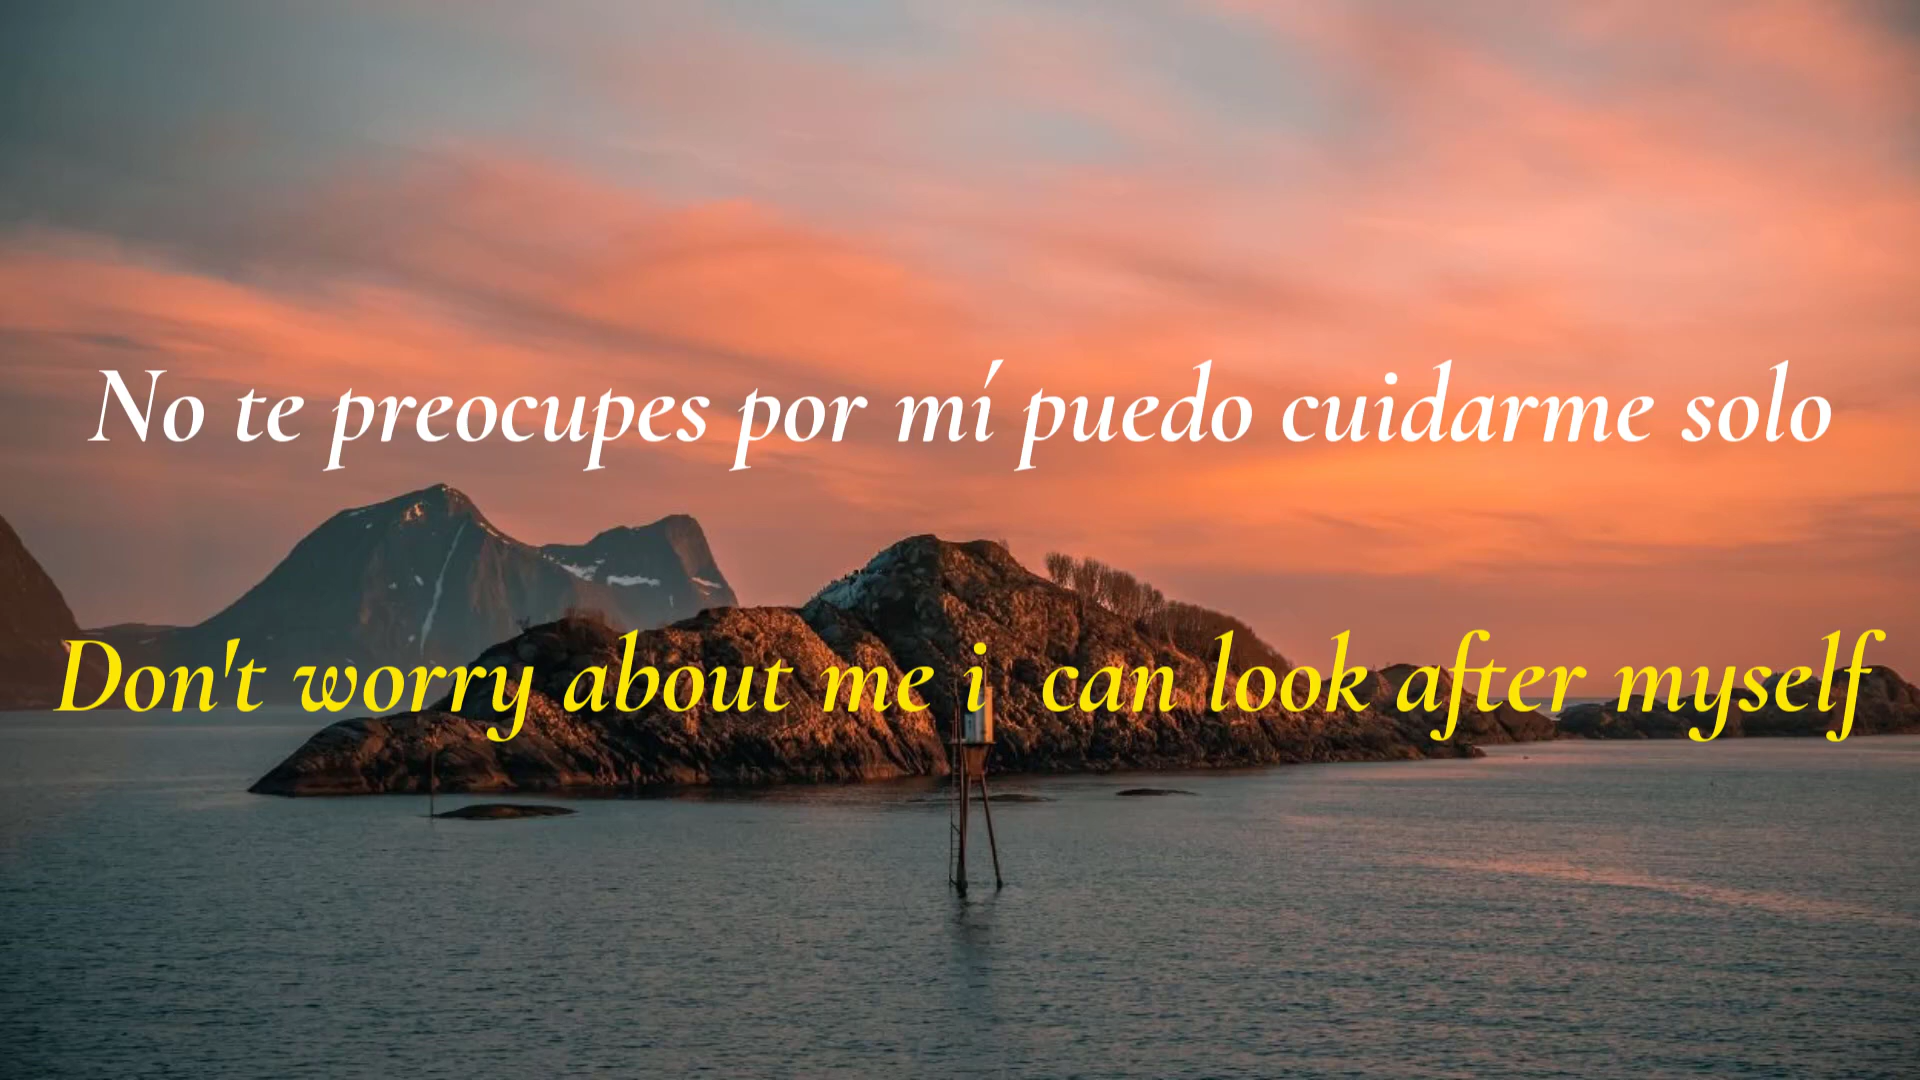 No te preocupes por mí puedo cuidarme solo
Don't worry about me i can look after myself